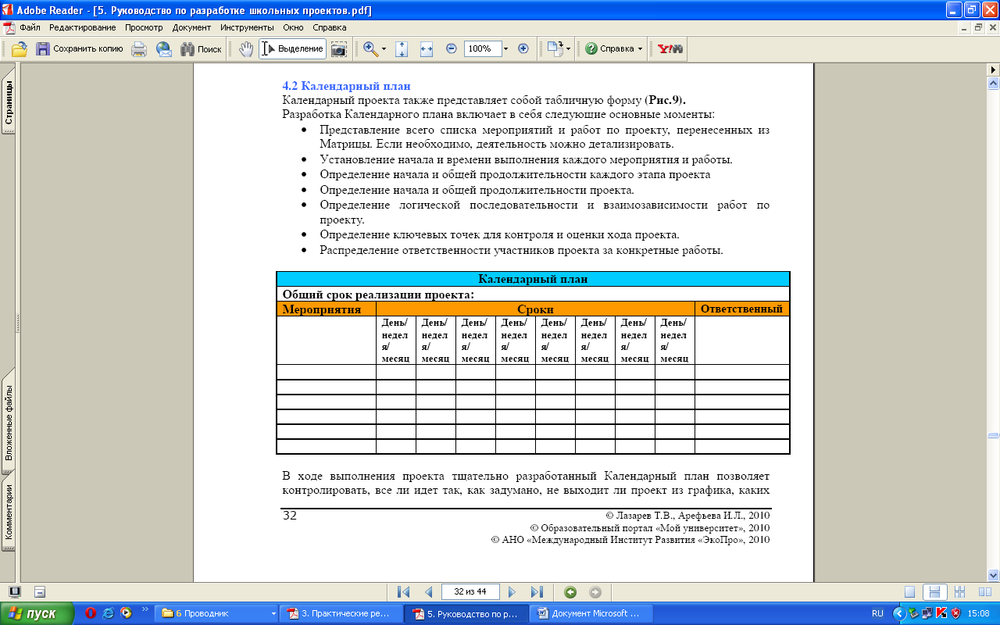 Adobe Reader - [5. Руководство по разработке школьных проектов.pdf]
Файл Редактирование Просмотр Документ Инструменты Окно Справка
Сохранить копию Поиск Выделение 100% Справка Y!
Страницы
Вложенные файлы
Комментарии
4.2 Календарный план
Календарный проекта также представляет собой табличную форму (Рис.9).
Разработка Календарного плана включает в себя следующие основные моменты:
• Представление всего списка мероприятий и работ по проекту, перенесенных из
Матрицы. Если необходимо, деятельность можно детализировать.
• Установление начала и времени выполнения каждого мероприятия и работы.
• Определение начала и общей продолжительности каждого этапа проекта
• Определение начала и общей продолжительности проекта.
• Определение логической последовательности и взаимозависимости работ по
проекту.
• Определение ключевых точек для контроля и оценки хода проекта.
• Распределение ответственности участников проекта за конкретные работы.
Календарный план
Общий срок реализации проекта:
Мероприятия Сроки Ответственный
День/ День/ День/ День/ День/ День/ День/ День/
недел недел недел недел недел недел недел недел
я/ я/ я/ я/ я/ я/ я/ я/
месяц месяц месяц месяц месяц месяц месяц месяц
В ходе выполнения проекта тщательно разработанный Календарный план позволяет
контролировать, все ли идет так, как задумано, не выходит ли проект из графика, каких
32
© Лазарев Т.В., Арефьева И.Л., 2010
© Образовательный портал «Мой университет», 2010
© АНО «Международный Институт Развития «ЭкоПро», 2010
32 из 44
пуск 6 Проводник 3. Практические ре... 5. Руководство по р... Документ Microsoft ... RU 15:08